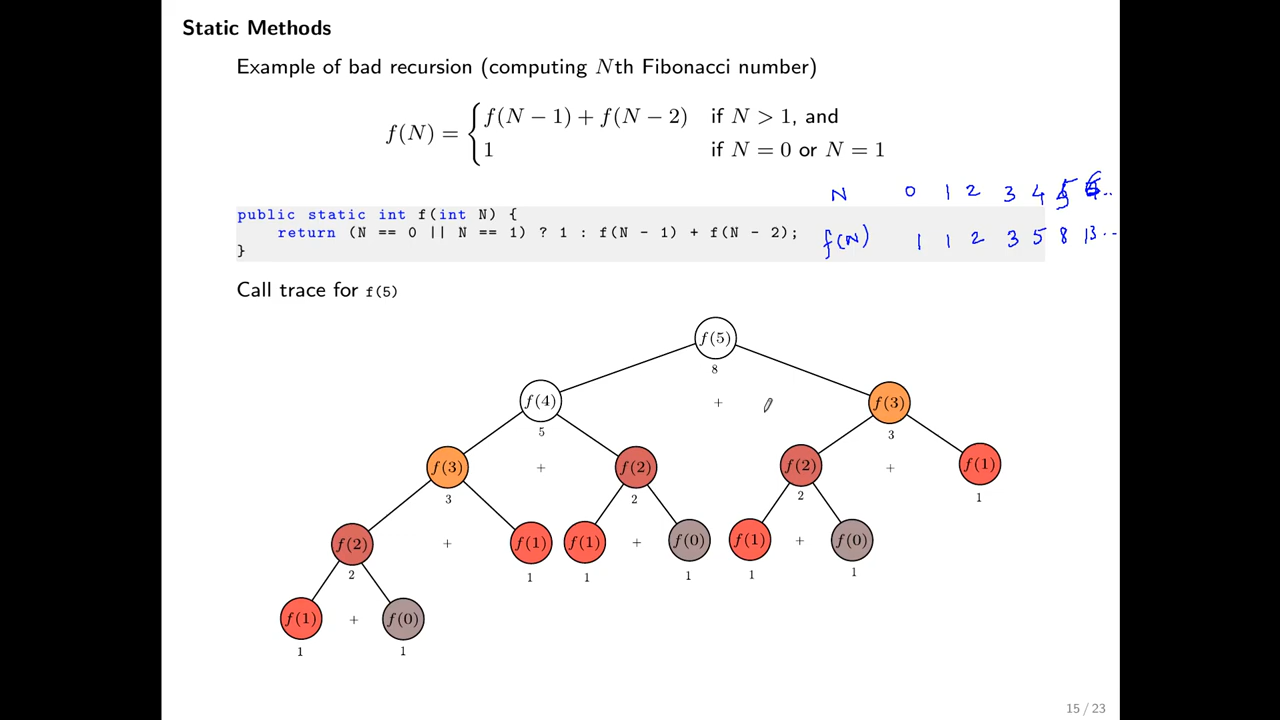 Static Methods
Example of bad recursion (computing Nth Fibonacci number)
f(N) = { f(N − 1) + f(N − 2) if N > 1, and
1 if N = 0 or N = 1
N 0 1 2 3 4 5 6 ..
public static int f(int N) {
return (N == 0 || N == 1) ? 1 : f(N - 1) + f(N - 2);
}
f(N) 1 1 2 3 5 8 13 ...
Call trace for f(5)
f(5)
8
f(4) + f(3)
5 3
f(3) + f(2) f(2) + f(1)
3 2 2 1
f(2) + f(1) f(1) + f(0) f(1) + f(0)
2 1 1 1 1 1
f(1) + f(0)
1 1
15 / 23